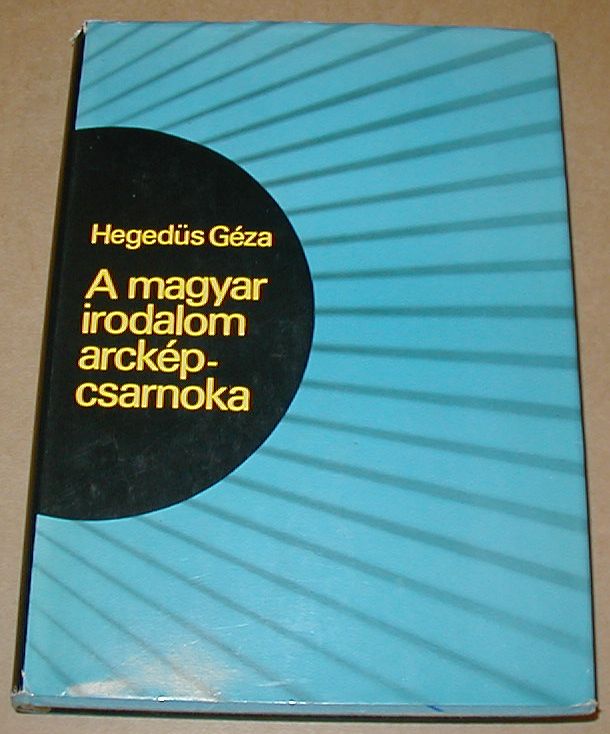 Hegedüs Géza
A magyar
irodalom
arckép-
csarnoka